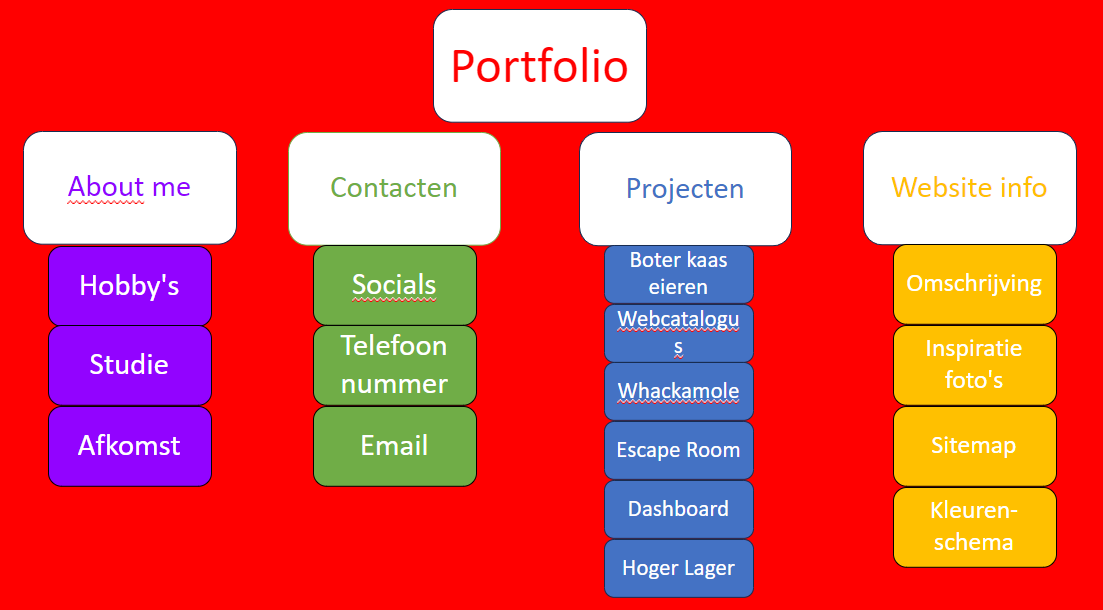 Portfolio
About me
Hobby's
Studie
Afkomst
Contacten
Socials
Telefoon
nummer
Email
Projecten
Boter kaas
eieren
Webcatalogu
s
Whackamole
Escape Room
Dashboard
Hoger Lager
Website info
Omschrijving
Inspiratie
foto's
Sitemap
Kleuren-
schema